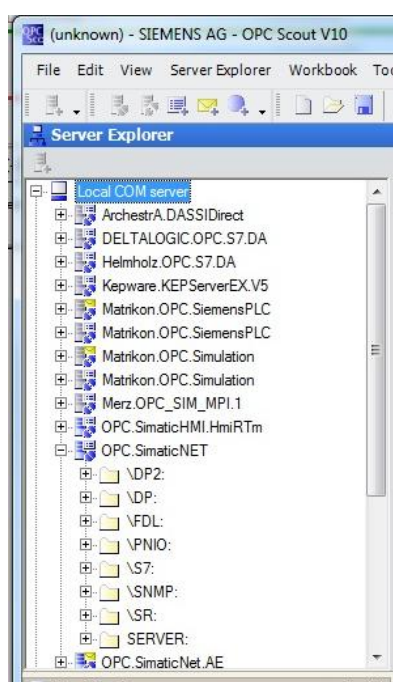 (unknown) - SIEMENS AG - OPC Scout V10
File Edit View Server Explorer Workbook
Server Explorer
Local COM server
ArchestrA.DASSIDirect
DELTALOGIC.OPC.S7.DA
Helmholz.OPC.S7.DA
Kepware.KEPServerEX.V5
Matrikon.OPC.SiemensPLC
Matrikon.OPC.SiemensPLC
Matrikon.OPC.Simulation
Matrikon.OPC.Simulation
Merz.OPC_SIM_MPI.1
OPC.SimaticHMI.HmiRTm
OPC.SimaticNET
\DP2:
\DP:
\FDL:
\PNIO:
\S7:
\SNMP:
\SR:
SERVER:
OPC.SimaticNet.AE